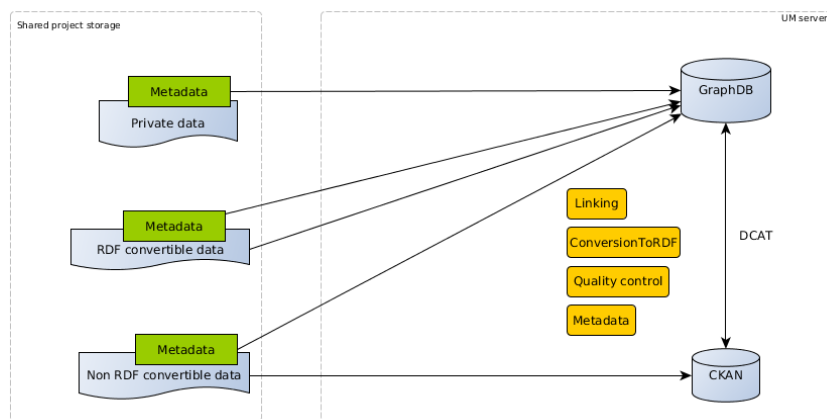 Shared project storage
UM server
Metadata
Private data
GraphDB
Metadata
RDF convertible data
Linking
ConversionToRDF
DCAT
Quality control
Metadata
Metadata
Non RDF convertible data
CKAN